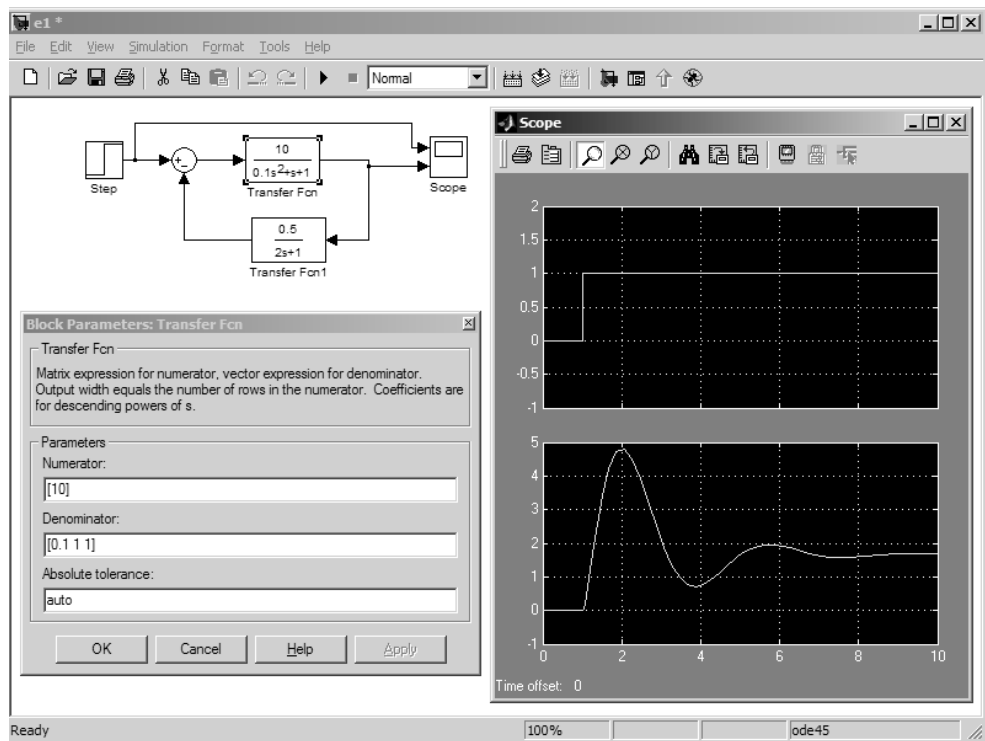 e1 *
File Edit View Simulation Format Tools Help
Normal
Step
10
0.1s2+s+1
Transfer Fcn
Scope
0.5
2s+1
Transfer Fcn1
Block Parameters: Transfer Fcn
Transfer Fcn
Matrix expression for numerator, vector expression for denominator.
Output width equals the number of rows in the numerator. Coefficients are
for descending powers of s.
Parameters
Numerator:
[10]
Denominator:
[0.1 1 1]
Absolute tolerance:
auto
OK Cancel Help Apply
Scope
2
1.5
1
0.5
0
-0.5
-1
5
4
3
2
1
0
-1
0 2 4 6 8 10
Time offset: 0
Ready 100% ode45